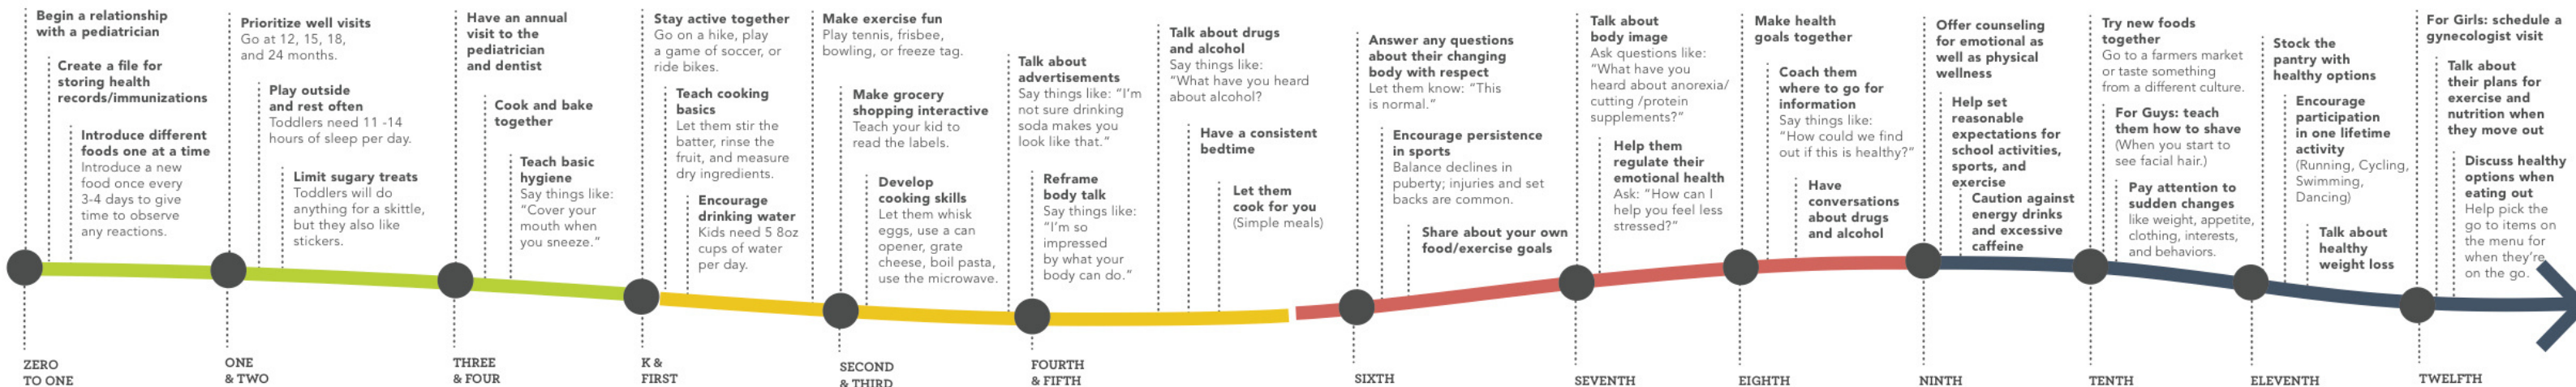 Begin a relationship
with a pediatrician
Create a file for
storing health
records/immunizations
Introduce different
foods one at a time
Introduce a new
food once every
3-4 days to give
time to observe
any reactions.
ZERO
TO ONE
Prioritize well visits
Go at 12, 15, 18,
and 24 months.
Play outside
and rest often
Toddlers need 11 -14
hours of sleep per day.
Limit sugary treats
Toddlers will do
anything for a skittle,
but they also like
stickers.
ONE
& TWO
Have an annual
visit to the
pediatrician
and dentist
Cook and bake
together
Teach basic
hygiene
Say things like:
“Cover your
mouth when
you sneeze.”
THREE
& FOUR
Stay active together
Go on a hike, play
a game of soccer, or
ride bikes.
Teach cooking
basics
Let them stir the
batter, rinse the
fruit, and measure
dry ingredients.
Encourage
drinking water
Kids need 5 8oz
cups of water
per day.
K &
FIRST
Make exercise fun
Play tennis, frisbee,
bowling, or freeze tag.
Make grocery
shopping interactive
Teach your kid to
read the labels.
Develop
cooking skills
Let them whisk
eggs, use a can
opener, grate
cheese, boil pasta,
use the microwave.
SECOND
& THIRD
Talk about
advertisements
Say things like: “I’m
not sure drinking
soda makes you
look like that.”
Reframe
body talk
Say things like:
“I’m so
impressed
by what your
body can do.”
FOURTH
& FIFTH
Talk about drugs
and alcohol
Say things like:
“What have you heard
about alcohol?
Have a consistent
bedtime
Let them
cook for you
(Simple meals)
Answer any questions
about their changing
body with respect
Let them know: “This
is normal.”
Encourage persistence
in sports
Balance declines in
puberty; injuries and set
backs are common.
Share about your own
food/exercise goals
SIXTH
Talk about
body image
Ask questions like:
“What have you
heard about anorexia/
cutting /protein
supplements?”
Help them
regulate their
emotional health
Ask: “How can I
help you feel less
stressed?”
SEVENTH
Make health
goals together
Coach them
where to go for
information
Say things like:
“How could we find
out if this is healthy?”
Have
conversations
about drugs
and alcohol
EIGHTH
Offer counseling
for emotional as
well as physical
wellness
Help set
reasonable
expectations for
school activities,
sports, and
exercise
Caution against
energy drinks
and excessive
caffeine
NINTH
Try new foods
together
Go to a farmers market
or taste something
from a different culture.
For Guys: teach
them how to shave
(When you start to
see facial hair.)
Pay attention to
sudden changes
like weight, appetite,
clothing, interests,
and behaviors.
TENTH
Stock the
pantry with
healthy options
Encourage
participation
in one lifetime
activity
(Running, Cycling,
Swimming,
Dancing)
Talk about
healthy
weight loss
ELEVENTH
For Girls: schedule a
gynecologist visit
Talk about
their plans for
exercise and
nutrition when
they move out
Discuss healthy
options when
eating out
Help pick the
go to items on
the menu for
when they’re
on the go.
TWELFTH